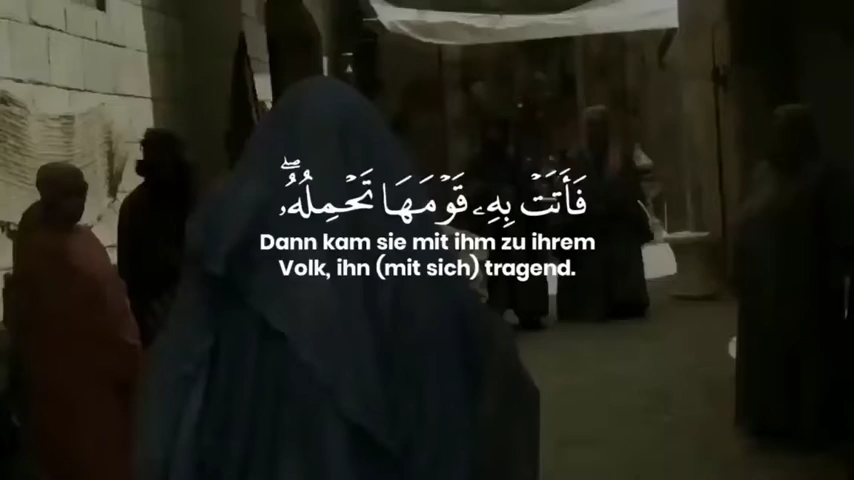 فَأَتَتۡ بِهِۦ قَوۡمَهَا تَحۡمِلُهُۥۖ
Dann kam sie mit ihm zu ihrem
Volk, ihn (mit sich) tragend.